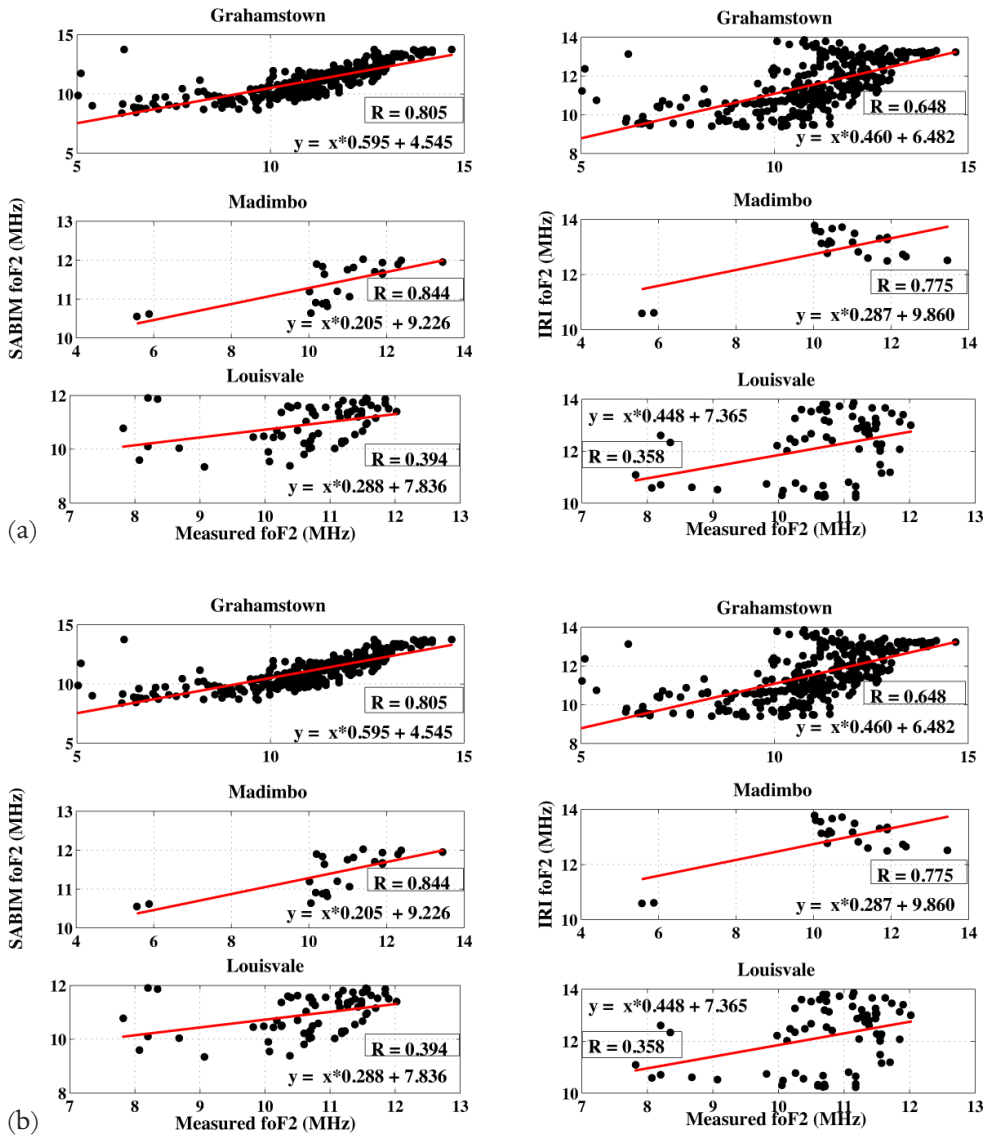 Grahamstown
15
10
5
5 10 15
R = 0.805
y = x*0.595 + 4.545
Grahamstown
14
12
10
8
5 10 15
R = 0.648
y = x*0.460 + 6.482
SABIM foF2 (MHz)
Madimbo
13
12
11
10
4 6 8 10 12 14
R = 0.844
y = x*0.205 + 9.226
IRI foF2 (MHz)
Madimbo
14
12
10
4 6 8 10 12 14
R = 0.775
y = x*0.287 + 9.860
Louisvale
12
10
8
7 8 9 10 11 12 13
R = 0.394
y = x*0.288 + 7.836
Measured foF2 (MHz)
Louisvale
14
12
10
7 8 9 10 11 12 13
y = x*0.448 + 7.365
R = 0.358
Measured foF2 (MHz)
(a)
Grahamstown
15
10
5
5 10 15
R = 0.805
y = x*0.595 + 4.545
Grahamstown
14
12
10
8
5 10 15
R = 0.648
y = x*0.460 + 6.482
SABIM foF2 (MHz)
Madimbo
13
12
11
10
4 6 8 10 12 14
R = 0.844
y = x*0.205 + 9.226
IRI foF2 (MHz)
Madimbo
14
12
10
4 6 8 10 12 14
R = 0.775
y = x*0.287 + 9.860
Louisvale
12
10
8
7 8 9 10 11 12 13
R = 0.394
y = x*0.288 + 7.836
Measured foF2 (MHz)
Louisvale
14
12
10
7 8 9 10 11 12 13
y = x*0.448 + 7.365
R = 0.358
Measured foF2 (MHz)
(b)